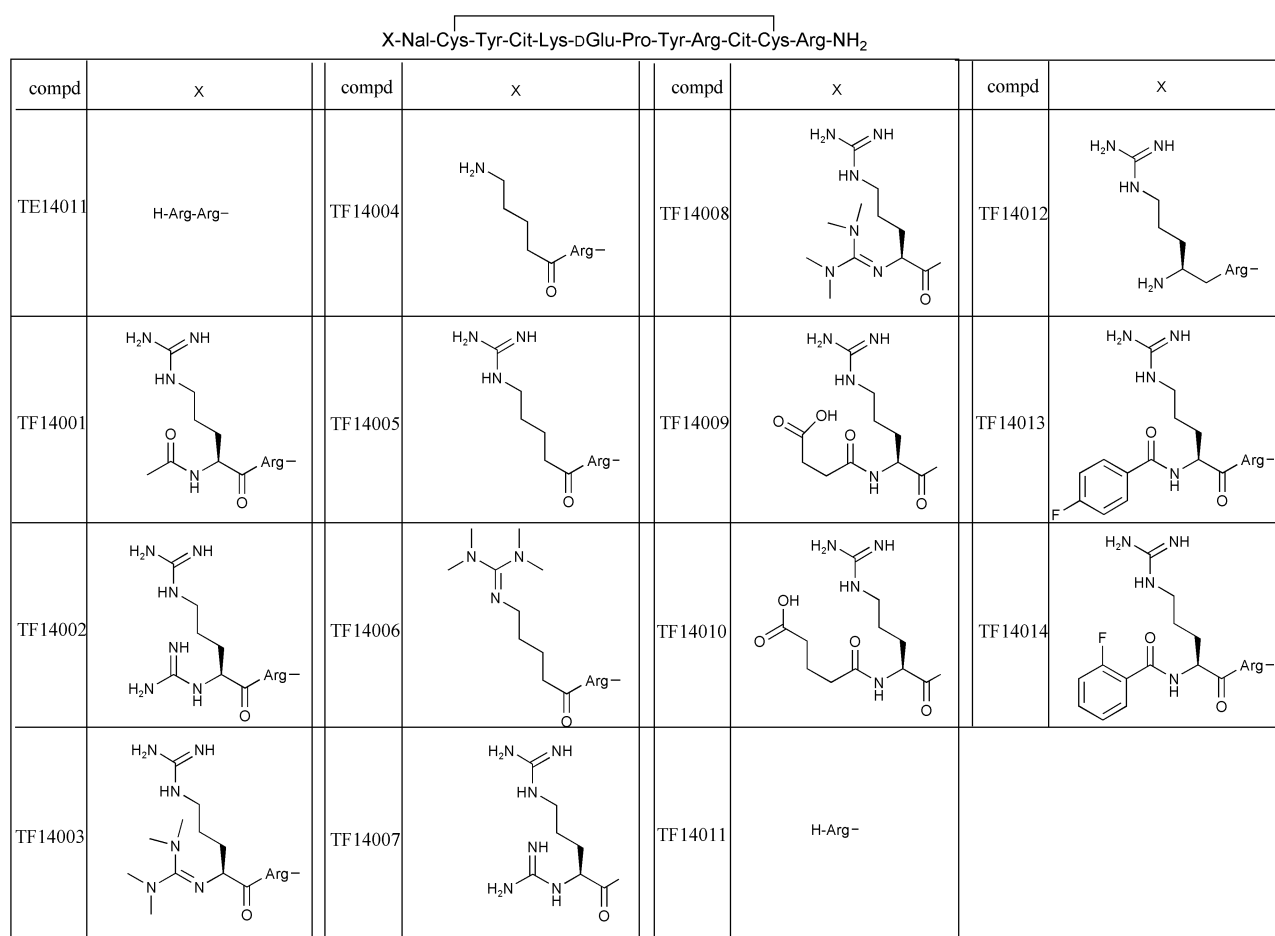 X-Nal-Cys-Tyr-Cit-Lys-DGlu-Pro-Tyr-Arg-Cit-Cys-Arg-NH₂
compd X compd X compd X compd X
TE14011
H-Arg-Arg–
TF14004
H₂N
Arg–
O
TF14008
H₂N NH
HN
N
N N
O
TF14012
H₂N NH
HN
H₂N Arg–
TF14001
H₂N NH
HN
O
Arg–
N
H
O
TF14005
H₂N NH
HN
Arg–
O
TF14009
H₂N NH
HN
OH
O
O
N
H
O
TF14013
H₂N NH
HN
O
Arg–
N
H
O
F
TF14002
H₂N NH
HN
NH
Arg–
H₂N N
H
O
TF14006
N N
N
Arg–
O
TF14010
H₂N NH
HN
OH
O
O
N
H
O
TF14014
H₂N NH
HN
F O
Arg–
N
H
O
TF14003
H₂N NH
HN
N
Arg–
N N
O
TF14007
H₂N NH
HN
NH
H₂N N
H
O
TF14011
H-Arg–